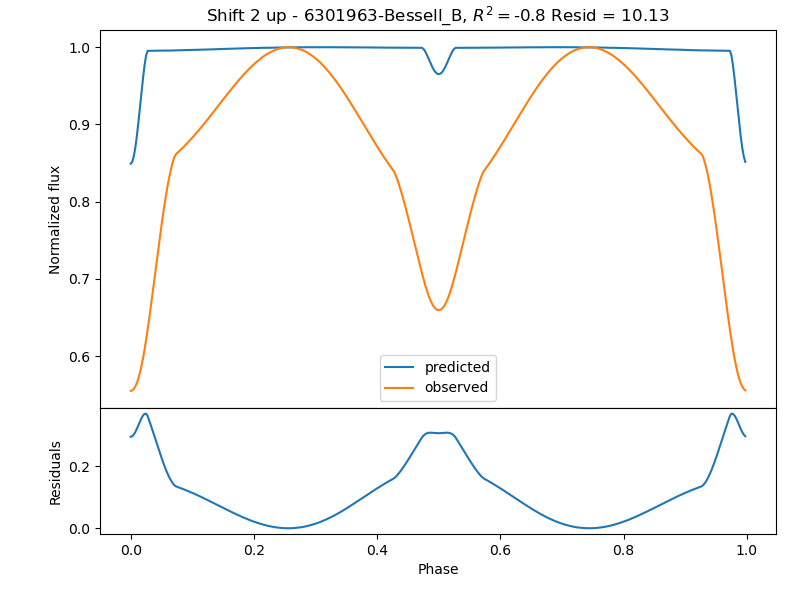 Shift 2 up - 6301963-Bessell_B, $R^2 =$ -0.8 Resid = 10.13
Normalized flux
1.0
0.9
0.8
0.7
0.6
predicted
observed
Residuals
0.2
0.0
0.0 0.2 0.4 0.6 0.8 1.0
Phase